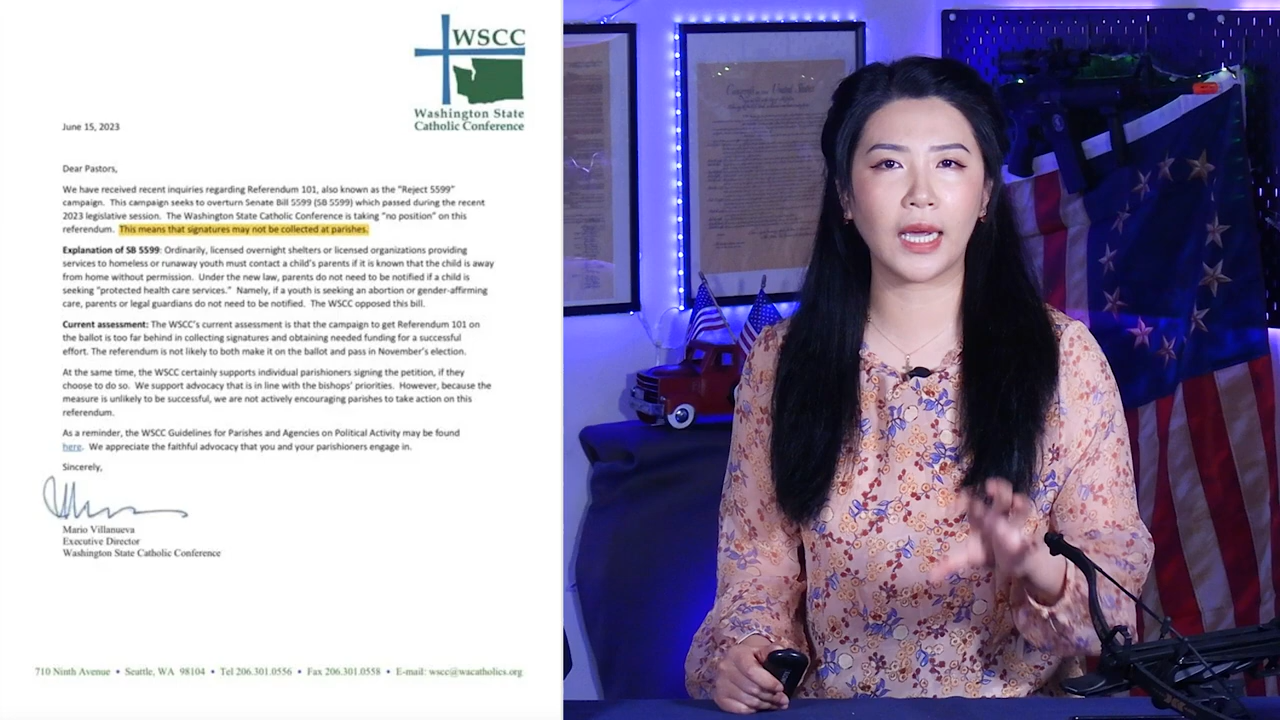 WSCC
Washington State
Catholic Conference
June 15, 2023
Dear Pastors,
We have received recent inquiries regarding Referendum 101, also known as the "Reject 5599"
campaign. This campaign seeks to overturn Senate Bill 5599 (SB 5599) which passed during the recent
2023 legislative session. The Washington State Catholic Conference is taking "no position" on this
referendum. This means that signatures may not be collected at parishes.
Explanation of SB 5599: Ordinarily, licensed overnight shelters or licensed organizations providing
services to homeless or runaway youth must contact a child's parents if it is known that the child is away
from home without permission. Under the new law, parents do not need to be notified if a child is
seeking "protected health care services." Namely, if a youth is seeking an abortion or gender-affirming
care, parents or legal guardians do not need to be notified. The WSCC opposed this bill.
Current assessment: The WSCC's current assessment is that the campaign to get Referendum 101 on
the ballot is too far behind in collecting signatures and obtaining needed funding for a successful
effort. The referendum is not likely to both make it on the ballot and pass in November's election.
At the same time, the WSCC certainly supports individual parishioners signing the petition, if they
choose to do so. We support advocacy that is in line with the bishops' priorities. However, because the
measure is unlikely to be successful, we are not actively encouraging parishes to take action on this
referendum.
As a reminder, the WSCC Guidelines for Parishes and Agencies on Political Activity may be found
here. We appreciate the faithful advocacy that you and your parishioners engage in.
Sincerely,
Mario Villanueva
Executive Director
Washington State Catholic Conference
710 Ninth Avenue • Seattle, WA 98104 • Tel 206.301.0556 • Fax 206.301.0558 • E-mail: wscc@wacatholics.org
Congress of the United States